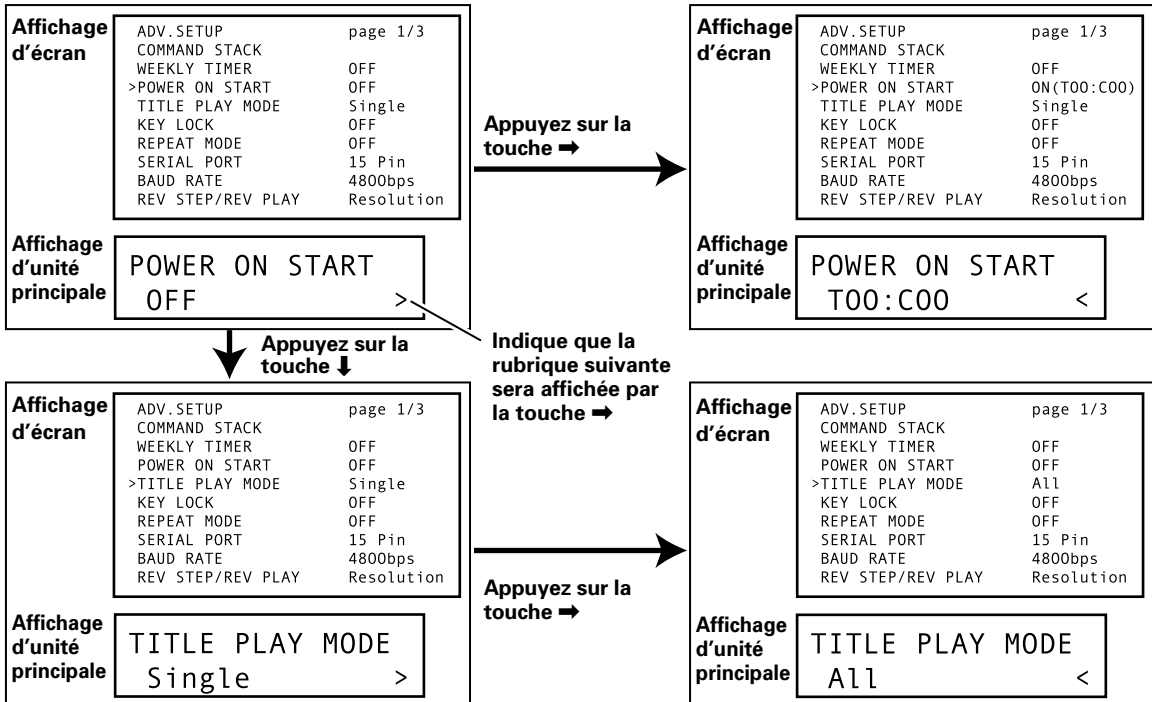 Affichage
d'écran
ADV.SETUP page 1/3
COMMAND STACK
WEEKLY TIMER OFF
>POWER ON START OFF
TITLE PLAY MODE Single
KEY LOCK OFF
REPEAT MODE OFF
SERIAL PORT 15 Pin
BAUD RATE 4800bps
REV STEP/REV PLAY Resolution
Affichage
d'unité
principale
POWER ON START
OFF >
Appuyez sur la
touche ➡
Affichage
d'écran
ADV.SETUP page 1/3
COMMAND STACK
WEEKLY TIMER OFF
>POWER ON START ON(T00:C00)
TITLE PLAY MODE Single
KEY LOCK OFF
REPEAT MODE OFF
SERIAL PORT 15 Pin
BAUD RATE 4800bps
REV STEP/REV PLAY Resolution
Affichage
d'unité
principale
POWER ON START
T00:C00 <
Appuyez sur la
touche ⬇
Indique que la
rubrique suivante
sera affichée par
la touche ➡
Affichage
d'écran
ADV.SETUP page 1/3
COMMAND STACK
WEEKLY TIMER OFF
POWER ON START OFF
>TITLE PLAY MODE Single
KEY LOCK OFF
REPEAT MODE OFF
SERIAL PORT 15 Pin
BAUD RATE 4800bps
REV STEP/REV PLAY Resolution
Affichage
d'unité
principale
TITLE PLAY MODE
Single >
Appuyez sur la
touche ➡
Affichage
d'écran
ADV.SETUP page 1/3
COMMAND STACK
WEEKLY TIMER OFF
POWER ON START OFF
>TITLE PLAY MODE All
KEY LOCK OFF
REPEAT MODE OFF
SERIAL PORT 15 Pin
BAUD RATE 4800bps
REV STEP/REV PLAY Resolution
Affichage
d'unité
principale
TITLE PLAY MODE
All <